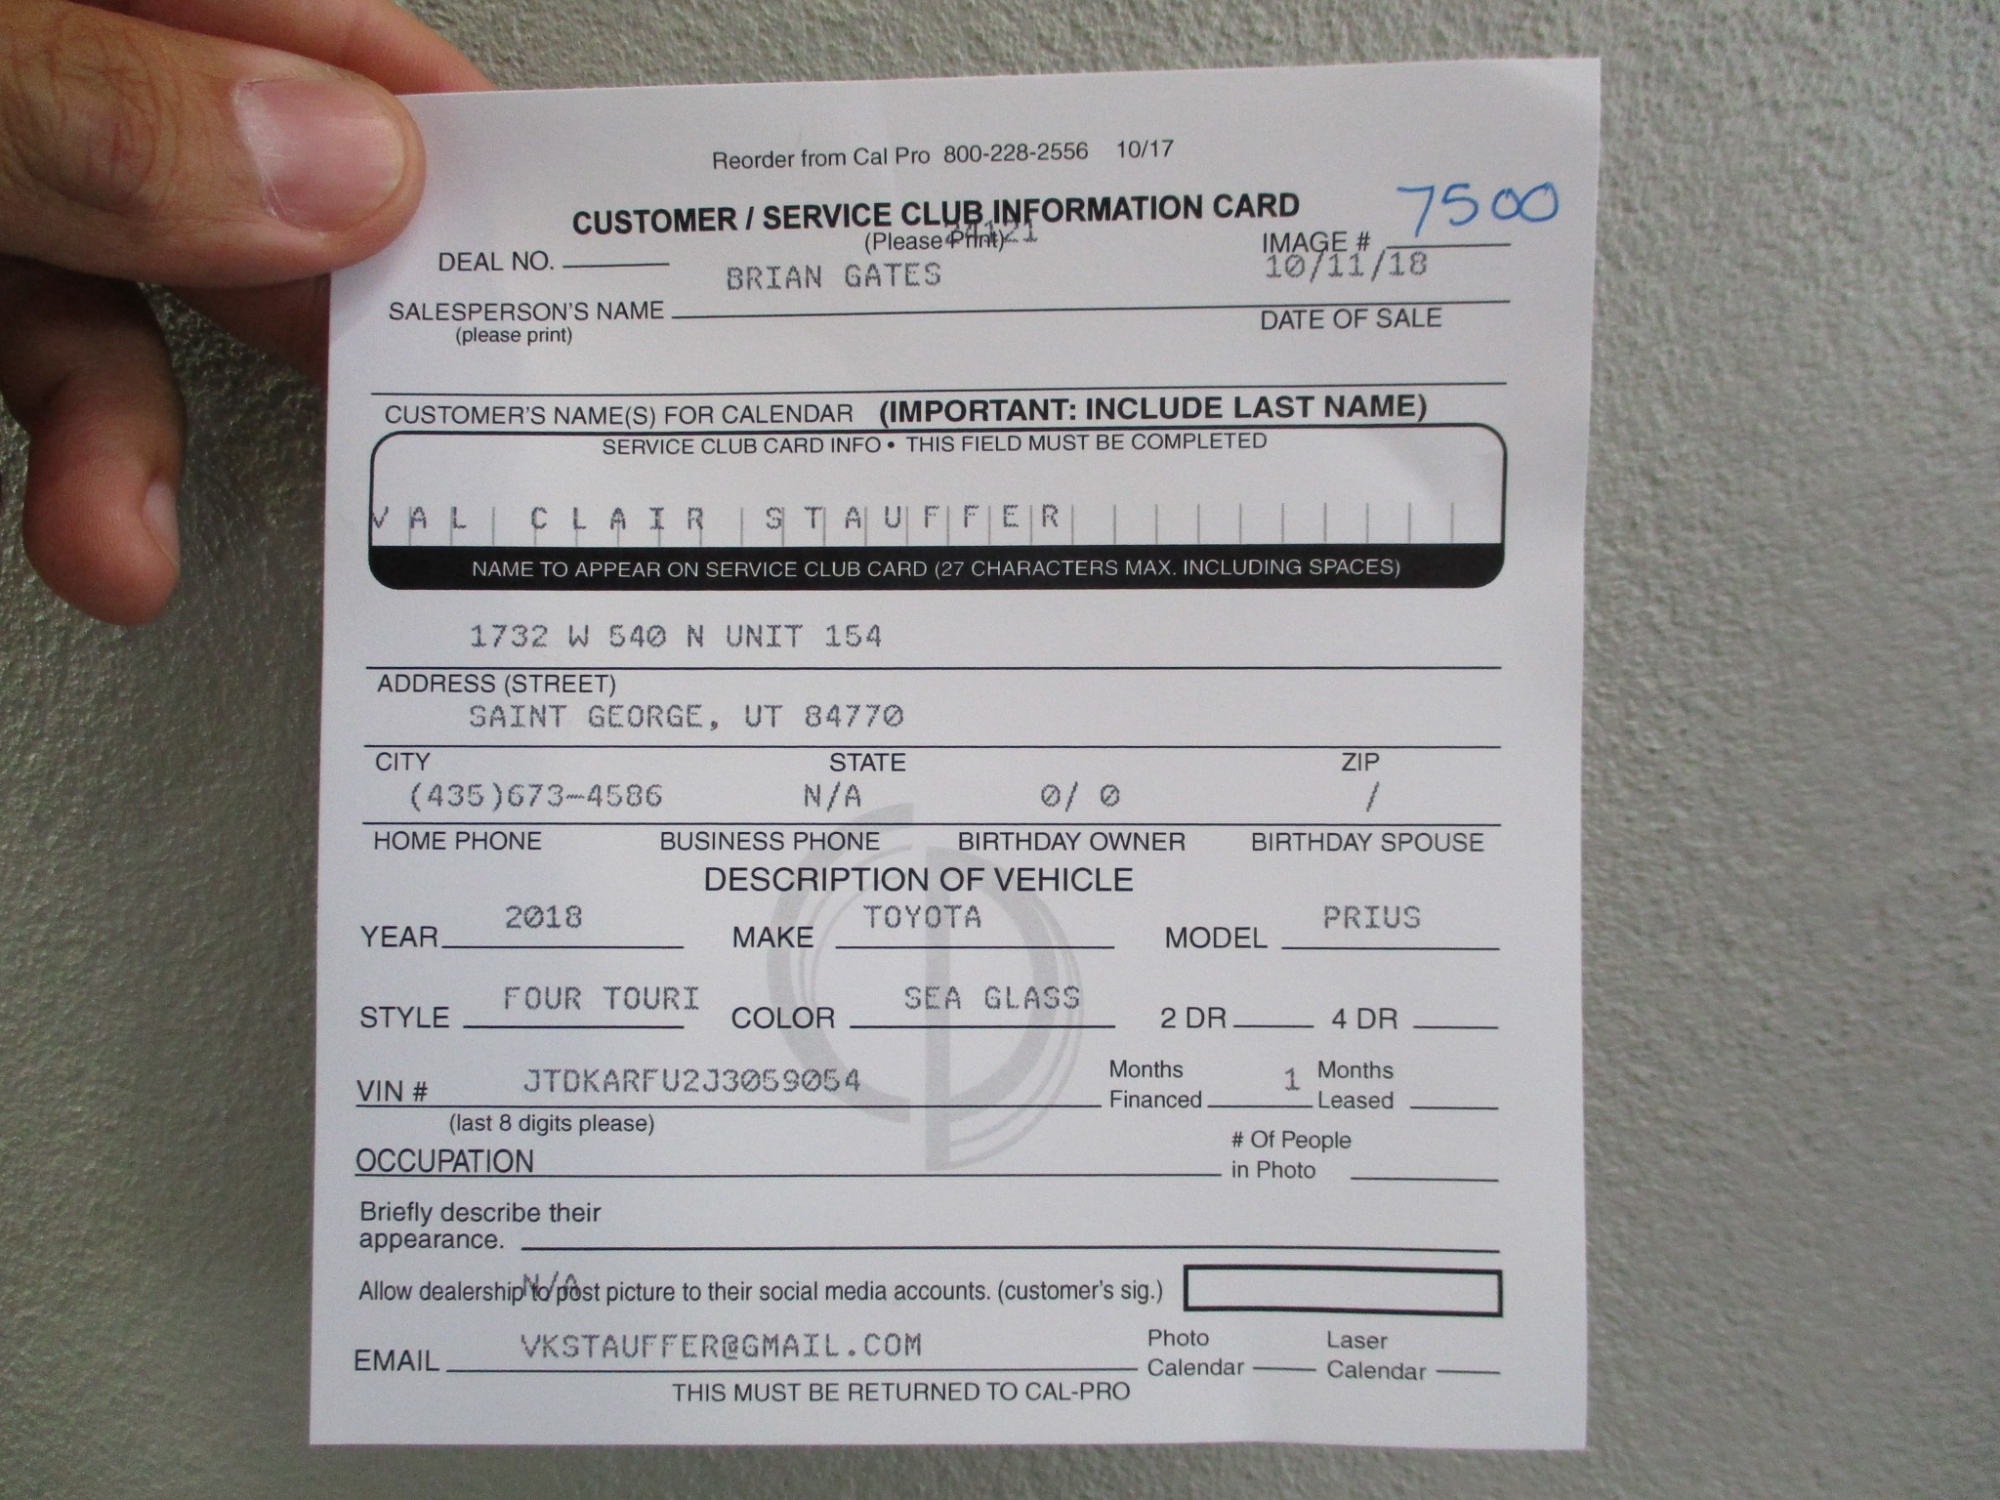 Reorder from Cal Pro 800-228-2556 10/17
CUSTOMER / SERVICE CLUB INFORMATION CARD
7500
(Please Print)
DEAL NO.
IMAGE #
BRIAN GATES 10/11/18
SALESPERSON'S NAME
DATE OF SALE
(please print)
CUSTOMER'S NAME(S) FOR CALENDAR (IMPORTANT: INCLUDE LAST NAME)
SERVICE CLUB CARD INFO • THIS FIELD MUST BE COMPLETED
VAL CLAIR STAUFFER
NAME TO APPEAR ON SERVICE CLUB CARD (27 CHARACTERS MAX. INCLUDING SPACES)
1732 W 540 N UNIT 154
ADDRESS (STREET)
SAINT GEORGE, UT 84770
CITY STATE ZIP
(435)673-4586 N/A 0/ 0 /
HOME PHONE BUSINESS PHONE BIRTHDAY OWNER BIRTHDAY SPOUSE
DESCRIPTION OF VEHICLE
YEAR 2018 MAKE TOYOTA MODEL PRIUS
STYLE FOUR TOURI COLOR SEA GLASS 2 DR 4 DR
VIN # JTDKARFU2J3059054 Months Financed 1 Months Leased
(last 8 digits please)
OCCUPATION # Of People in Photo
Briefly describe their
appearance.
N/A
Allow dealership to post picture to their social media accounts. (customer's sig.)
EMAIL VKSTAUFFER@GMAIL.COM Photo Calendar Laser Calendar
THIS MUST BE RETURNED TO CAL-PRO